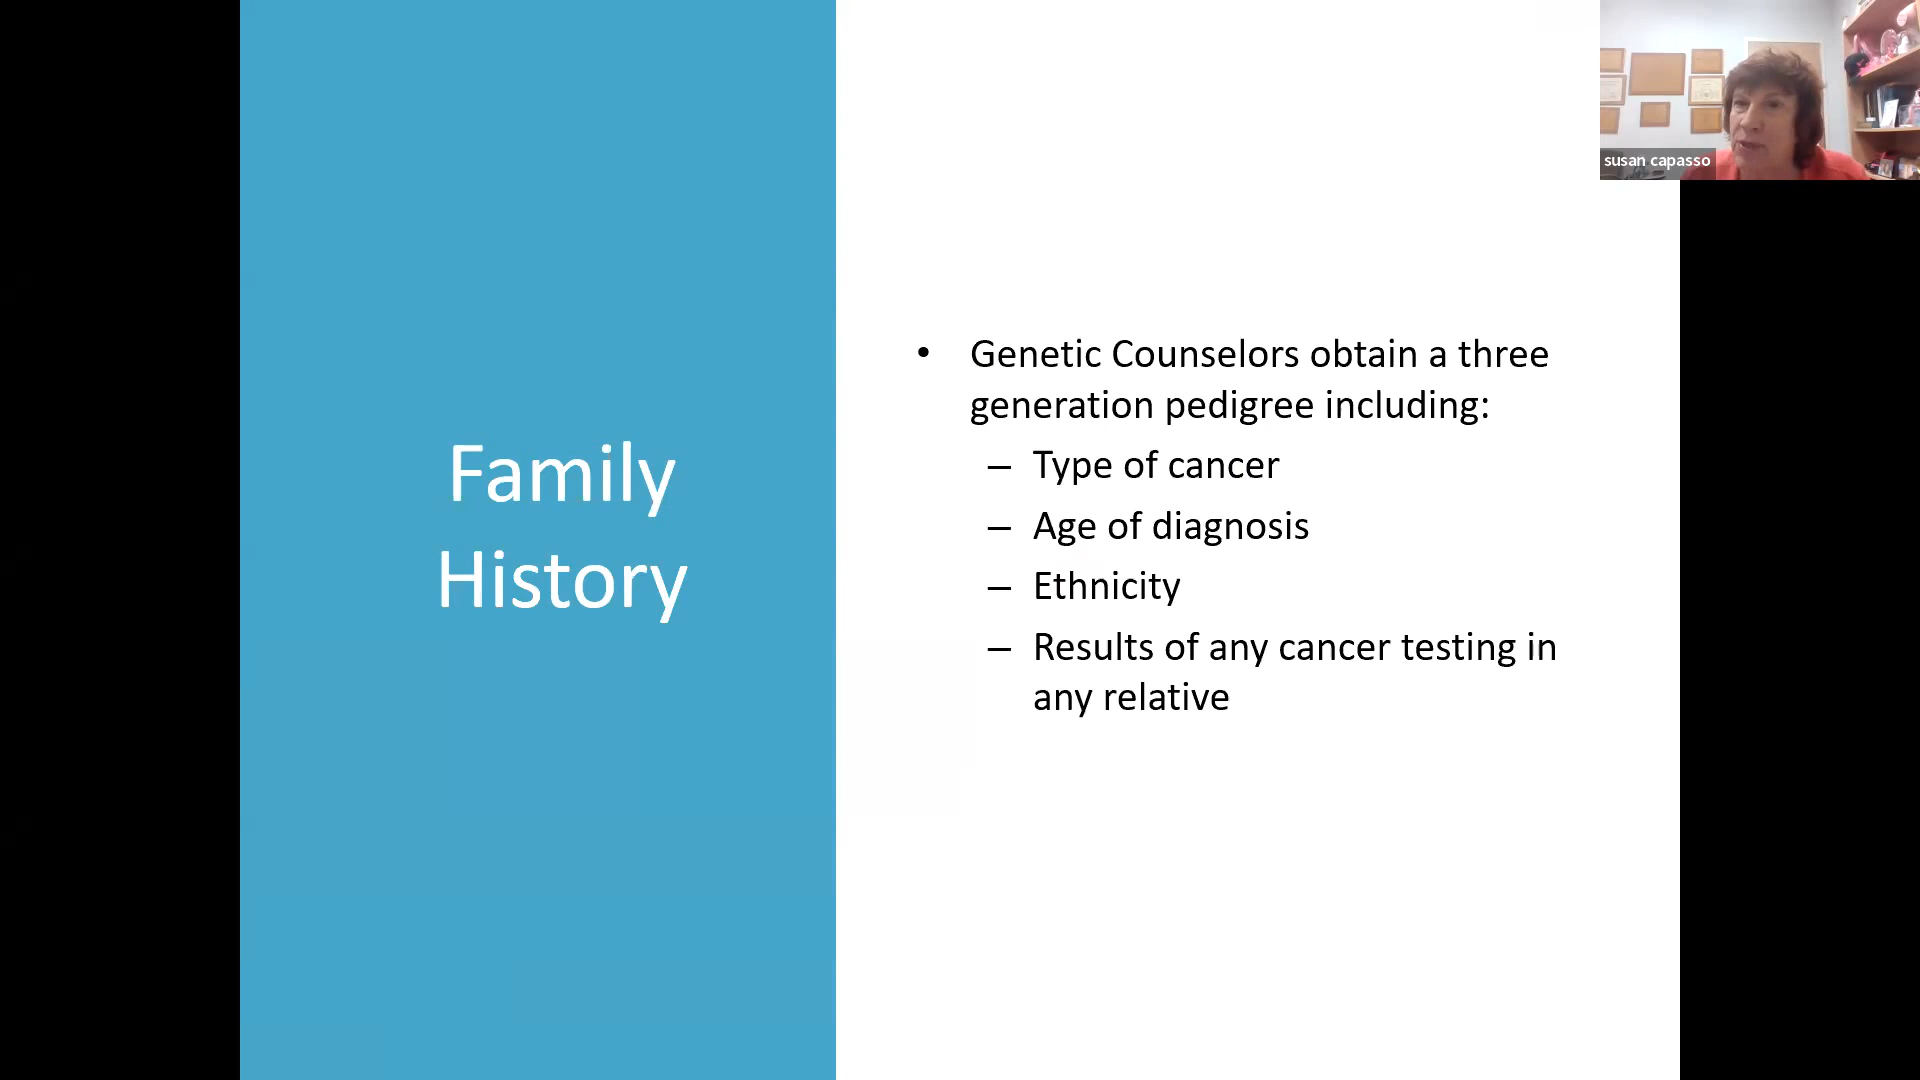 susan capasso
Family
History
• Genetic Counselors obtain a three
generation pedigree including:
– Type of cancer
– Age of diagnosis
– Ethnicity
– Results of any cancer testing in
any relative